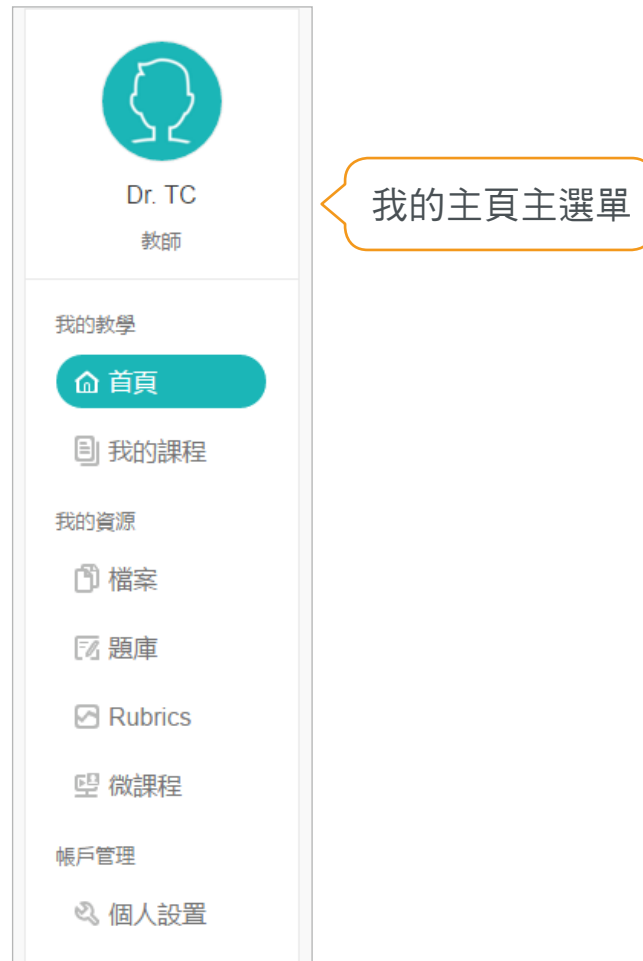 Dr. TC
教師
我的主頁主選單
我的教學
首頁
我的課程
我的資源
檔案
題庫
Rubrics
微課程
帳戶管理
個人設置